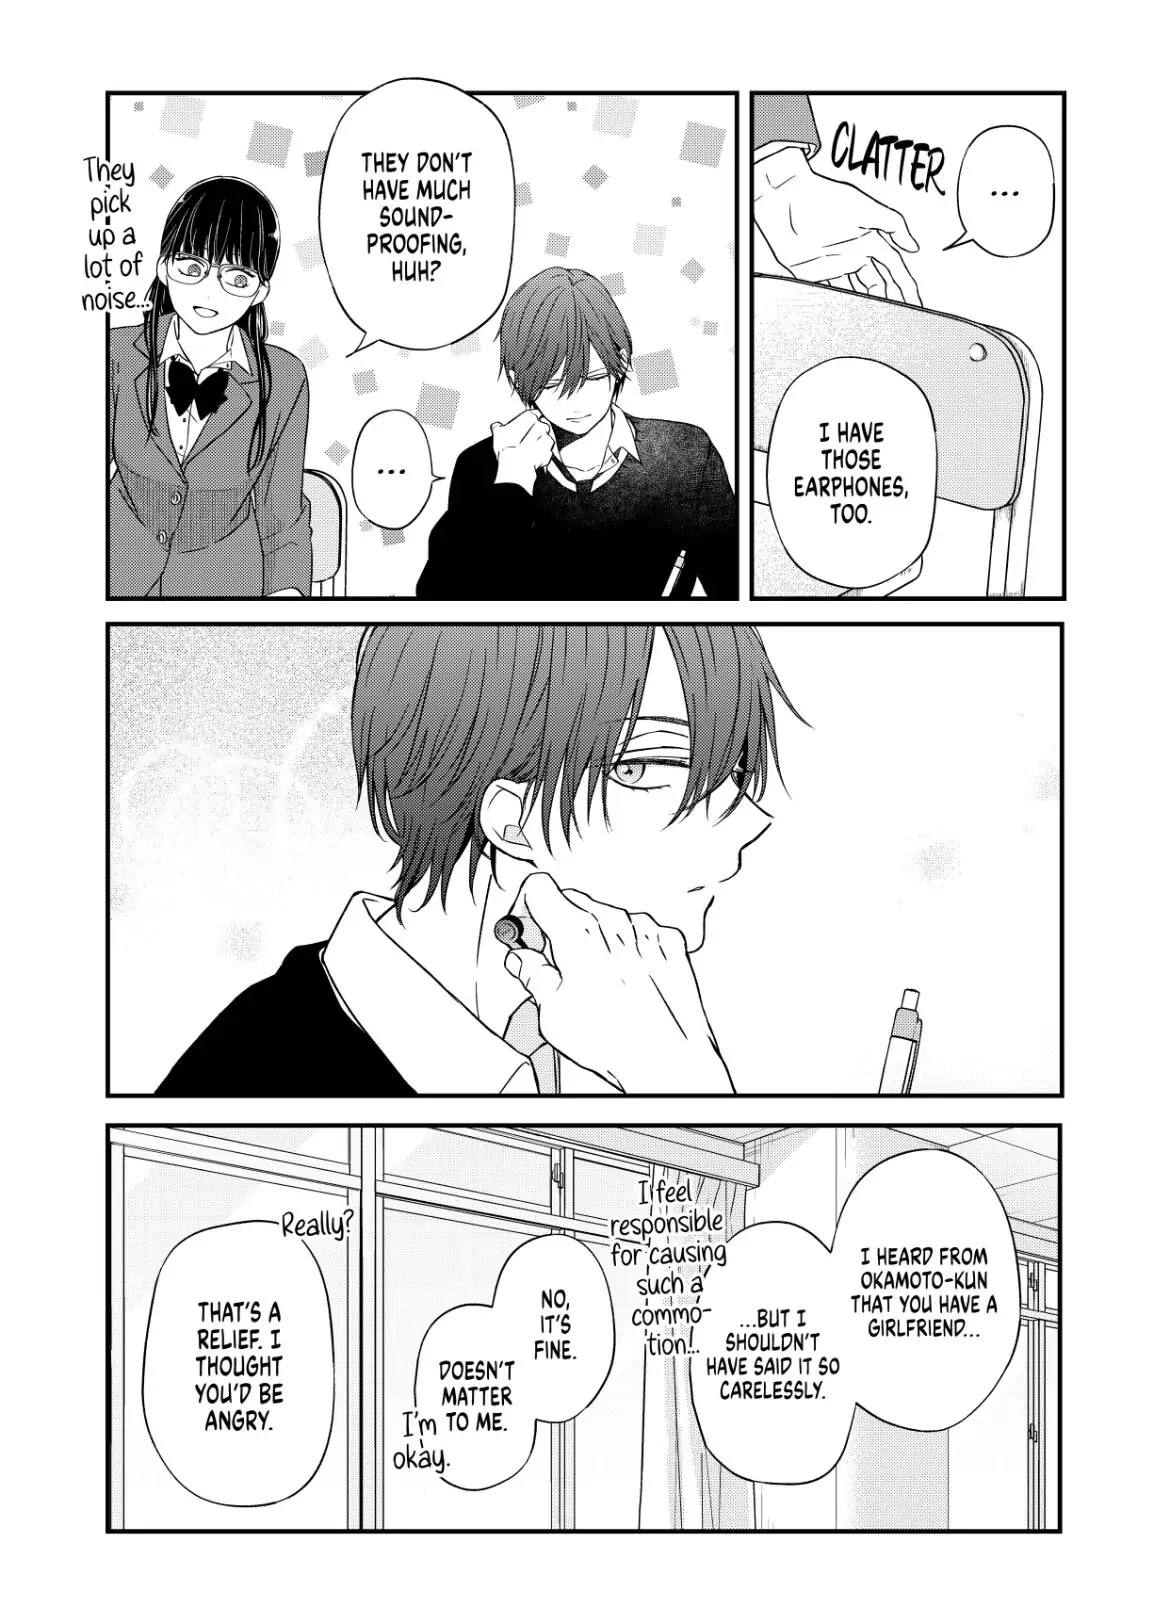 CLATTER
...
I HAVE
THOSE
EARPHONES,
TOO.
THEY DON'T
HAVE MUCH
SOUND-
PROOFING,
HUH?
They
pick
up a
lot of
noise...
...
I HEARD FROM
OKAMOTO-KUN
THAT YOU HAVE A
GIRLFRIEND...
...BUT I
SHOULDN'T
HAVE SAID IT SO
CARELESSLY.
I feel
responsible
for causing
such a
commo-
tion...
NO,
IT'S
FINE.
DOESN'T
MATTER
TO ME.
I'm
okay.
Really?
THAT'S A
RELIEF. I
THOUGHT
YOU'D BE
ANGRY.